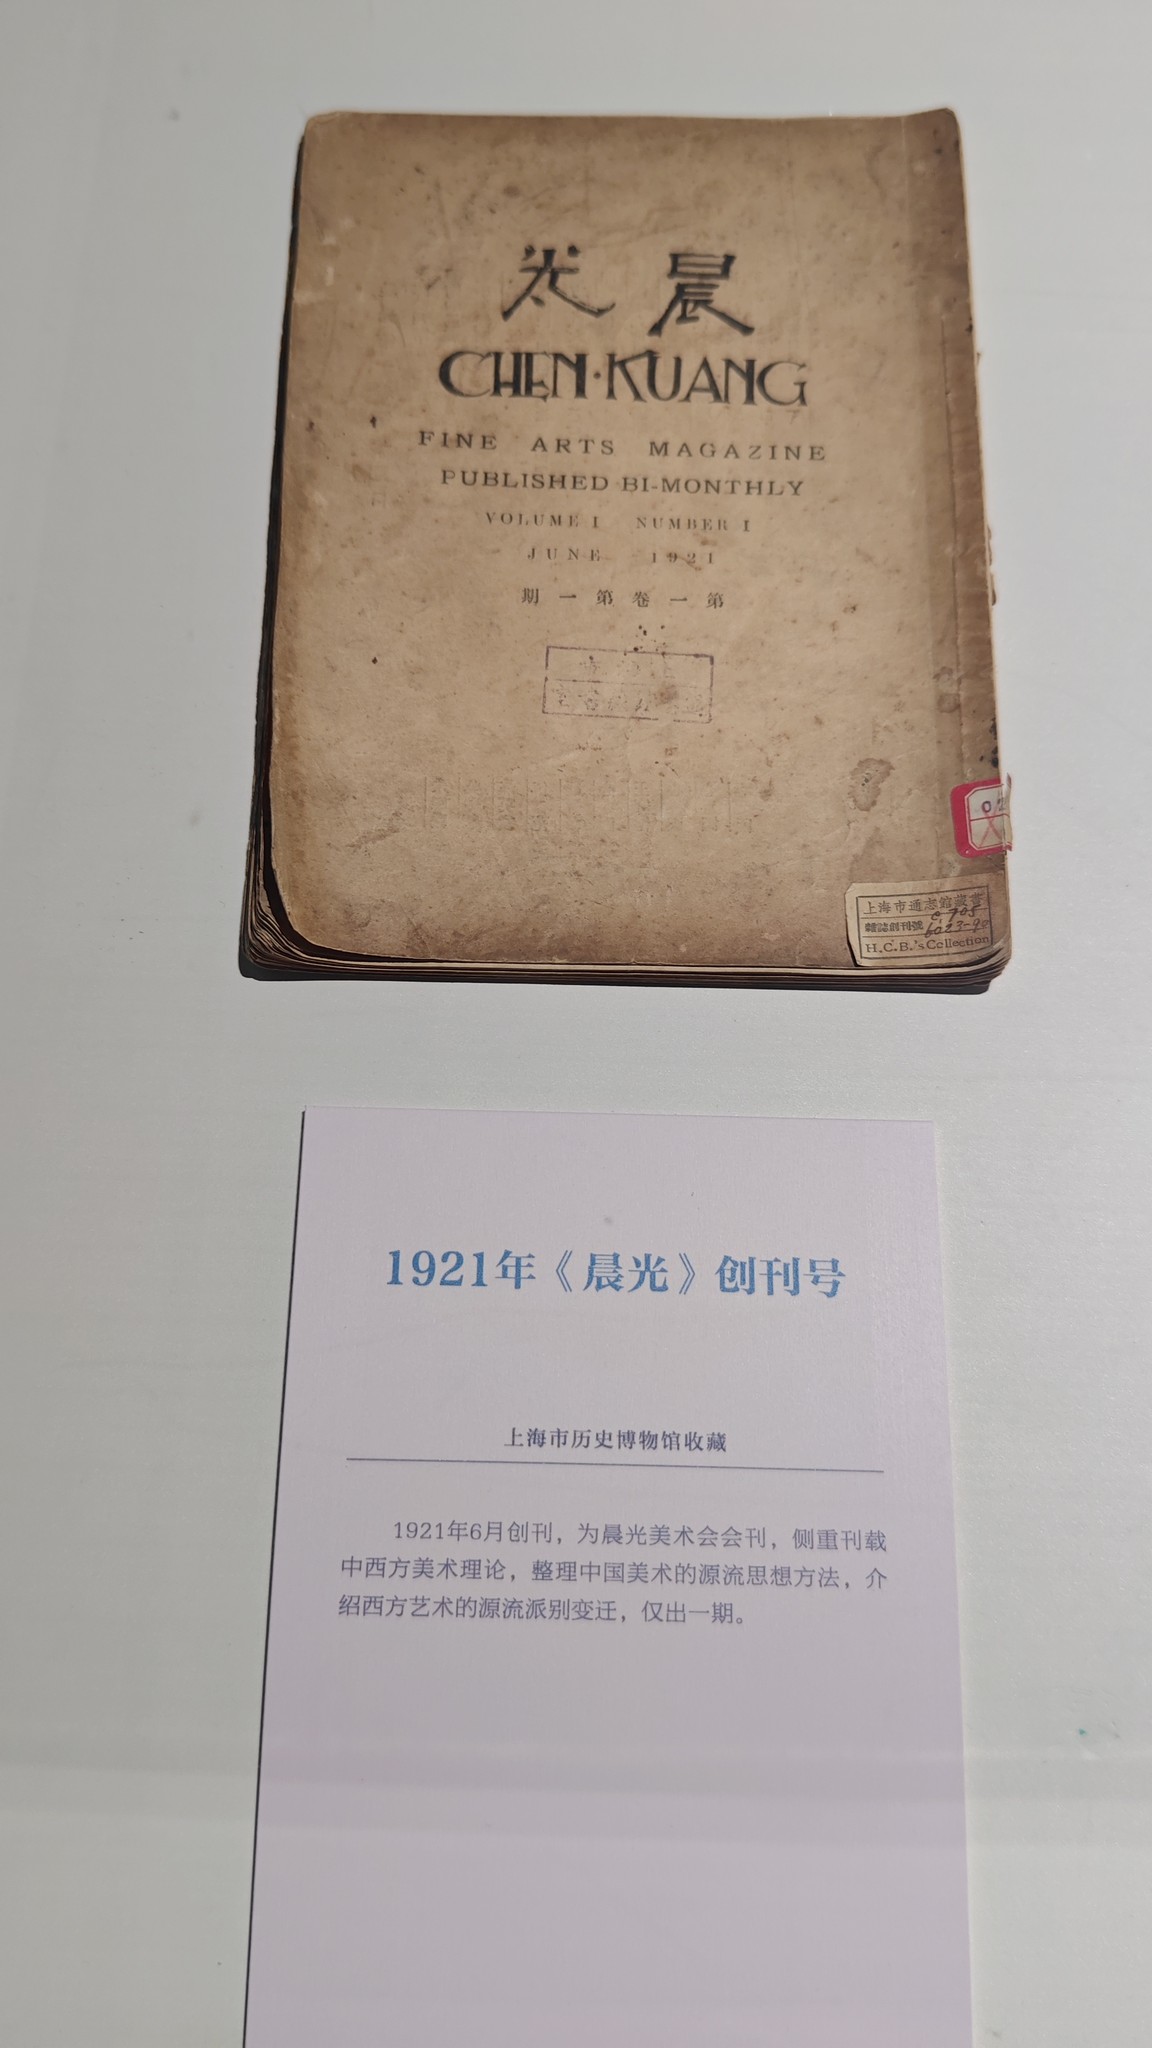 晨光
CHEN·KUANG
FINE ARTS MAGAZINE
PUBLISHED BI-MONTHLY
VOLUME I NUMBER I
JUNE 1921
第一卷第一期
上海市通志館藏書
雜誌創刊號
H.C.B.'s Collection
1921年《晨光》创刊号
上海市历史博物馆收藏
1921年6月创刊，为晨光美术会会刊，侧重刊载
中西方美术理论，整理中国美术的源流思想方法，介
绍西方艺术的源流派别变迁，仅出一期。